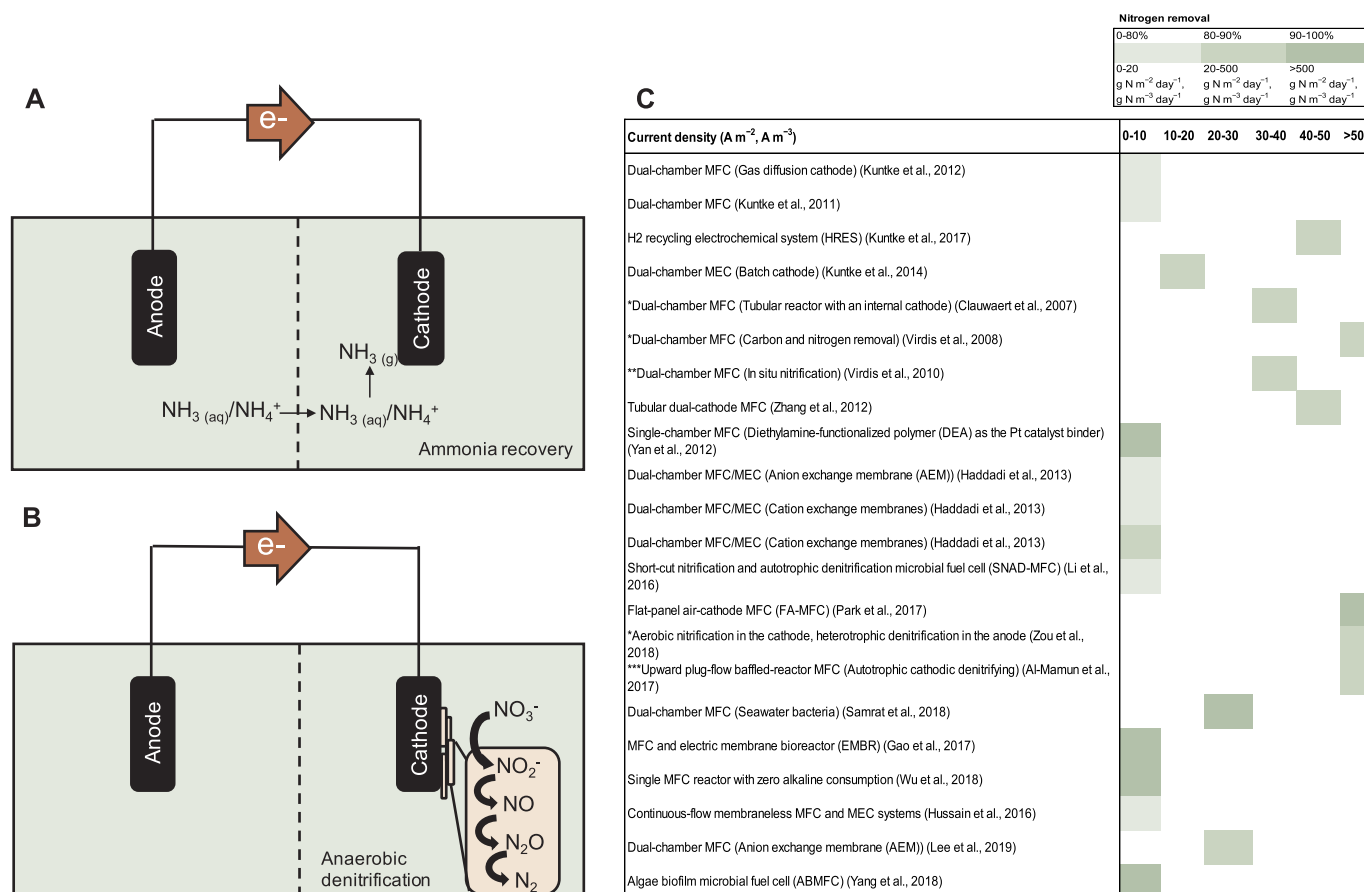 Nitrogen removal
0-80% 80-90% 90-100%
0-20 20-500 >500
g N m⁻² day⁻¹, g N m⁻² day⁻¹, g N m⁻² day⁻¹,
g N m⁻³ day⁻¹ g N m⁻³ day⁻¹ g N m⁻³ day⁻¹
A
e-
Anode
Cathode
NH₃ (g)
NH₃ (aq)/NH₄⁺ NH₃ (aq)/NH₄⁺
Ammonia recovery
B
e-
Anode
Cathode
NO₃⁻
NO₂⁻
NO
N₂O
N₂
Anaerobic
denitrification
C
Current density (A m⁻², A m⁻³) 0-10 10-20 20-30 30-40 40-50 >50
Dual-chamber MFC (Gas diffusion cathode) (Kuntke et al., 2012)
Dual-chamber MFC (Kuntke et al., 2011)
H2 recycling electrochemical system (HRES) (Kuntke et al., 2017)
Dual-chamber MEC (Batch cathode) (Kuntke et al., 2014)
*Dual-chamber MFC (Tubular reactor with an internal cathode) (Clauwaert et al., 2007)
*Dual-chamber MFC (Carbon and nitrogen removal) (Virdis et al., 2008)
**Dual-chamber MFC (In situ nitrification) (Virdis et al., 2010)
Tubular dual-cathode MFC (Zhang et al., 2012)
Single-chamber MFC (Diethylamine-functionalized polymer (DEA) as the Pt catalyst binder)
(Yan et al., 2012)
Dual-chamber MFC/MEC (Anion exchange membrane (AEM)) (Haddadi et al., 2013)
Dual-chamber MFC/MEC (Cation exchange membranes) (Haddadi et al., 2013)
Dual-chamber MFC/MEC (Cation exchange membranes) (Haddadi et al., 2013)
Short-cut nitrification and autotrophic denitrification microbial fuel cell (SNAD-MFC) (Li et al.,
2016)
Flat-panel air-cathode MFC (FA-MFC) (Park et al., 2017)
*Aerobic nitrification in the cathode, heterotrophic denitrification in the anode (Zou et al.,
2018)
***Upward plug-flow baffled-reactor MFC (Autotrophic cathodic denitrifying) (Al-Mamun et al.,
2017)
Dual-chamber MFC (Seawater bacteria) (Samrat et al., 2018)
MFC and electric membrane bioreactor (EMBR) (Gao et al., 2017)
Single MFC reactor with zero alkaline consumption (Wu et al., 2018)
Continuous-flow membraneless MFC and MEC systems (Hussain et al., 2016)
Dual-chamber MFC (Anion exchange membrane (AEM)) (Lee et al., 2019)
Algae biofilm microbial fuel cell (ABMFC) (Yang et al., 2018)